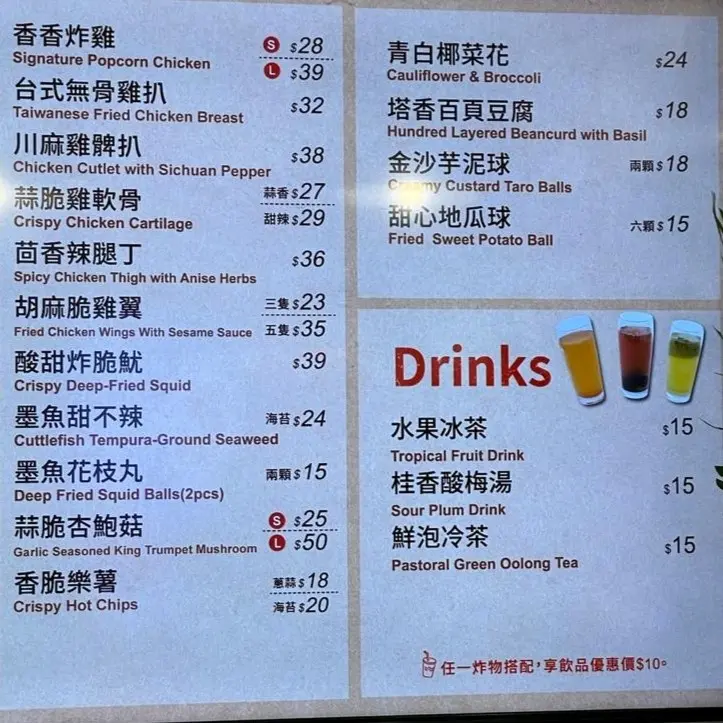 香香炸雞
Signature Popcorn Chicken
S $28
L $39
台式無骨雞扒
Taiwanese Fried Chicken Breast
$32
川麻雞髀扒
Chicken Cutlet with Sichuan Pepper
$38
蒜脆雞軟骨
Crispy Chicken Cartilage
蒜香$27
甜辣$29
茴香辣腿丁
Spicy Chicken Thigh with Anise Herbs
$36
胡麻脆雞翼
Fried Chicken Wings With Sesame Sauce
三隻$23
五隻$35
酸甜炸脆魷
Crispy Deep-Fried Squid
$39
墨魚甜不辣
Cuttlefish Tempura-Ground Seaweed
海苔$24
墨魚花枝丸
Deep Fried Squid Balls(2pcs)
兩顆$15
蒜脆杏鮑菇
Garlic Seasoned King Trumpet Mushroom
S $25
L $50
香脆樂薯
Crispy Hot Chips
蔥蒜$18
海苔$20
青白椰菜花
Cauliflower & Broccoli
$24
塔香百頁豆腐
Hundred Layered Beancurd with Basil
$18
金沙芋泥球
Creamy Custard Taro Balls
兩顆$18
甜心地瓜球
Fried Sweet Potato Ball
六顆$15
Drinks
水果冰茶
Tropical Fruit Drink
$15
桂香酸梅湯
Sour Plum Drink
$15
鮮泡冷茶
Pastoral Green Oolong Tea
$15
任一炸物搭配，享飲品優惠價$10。